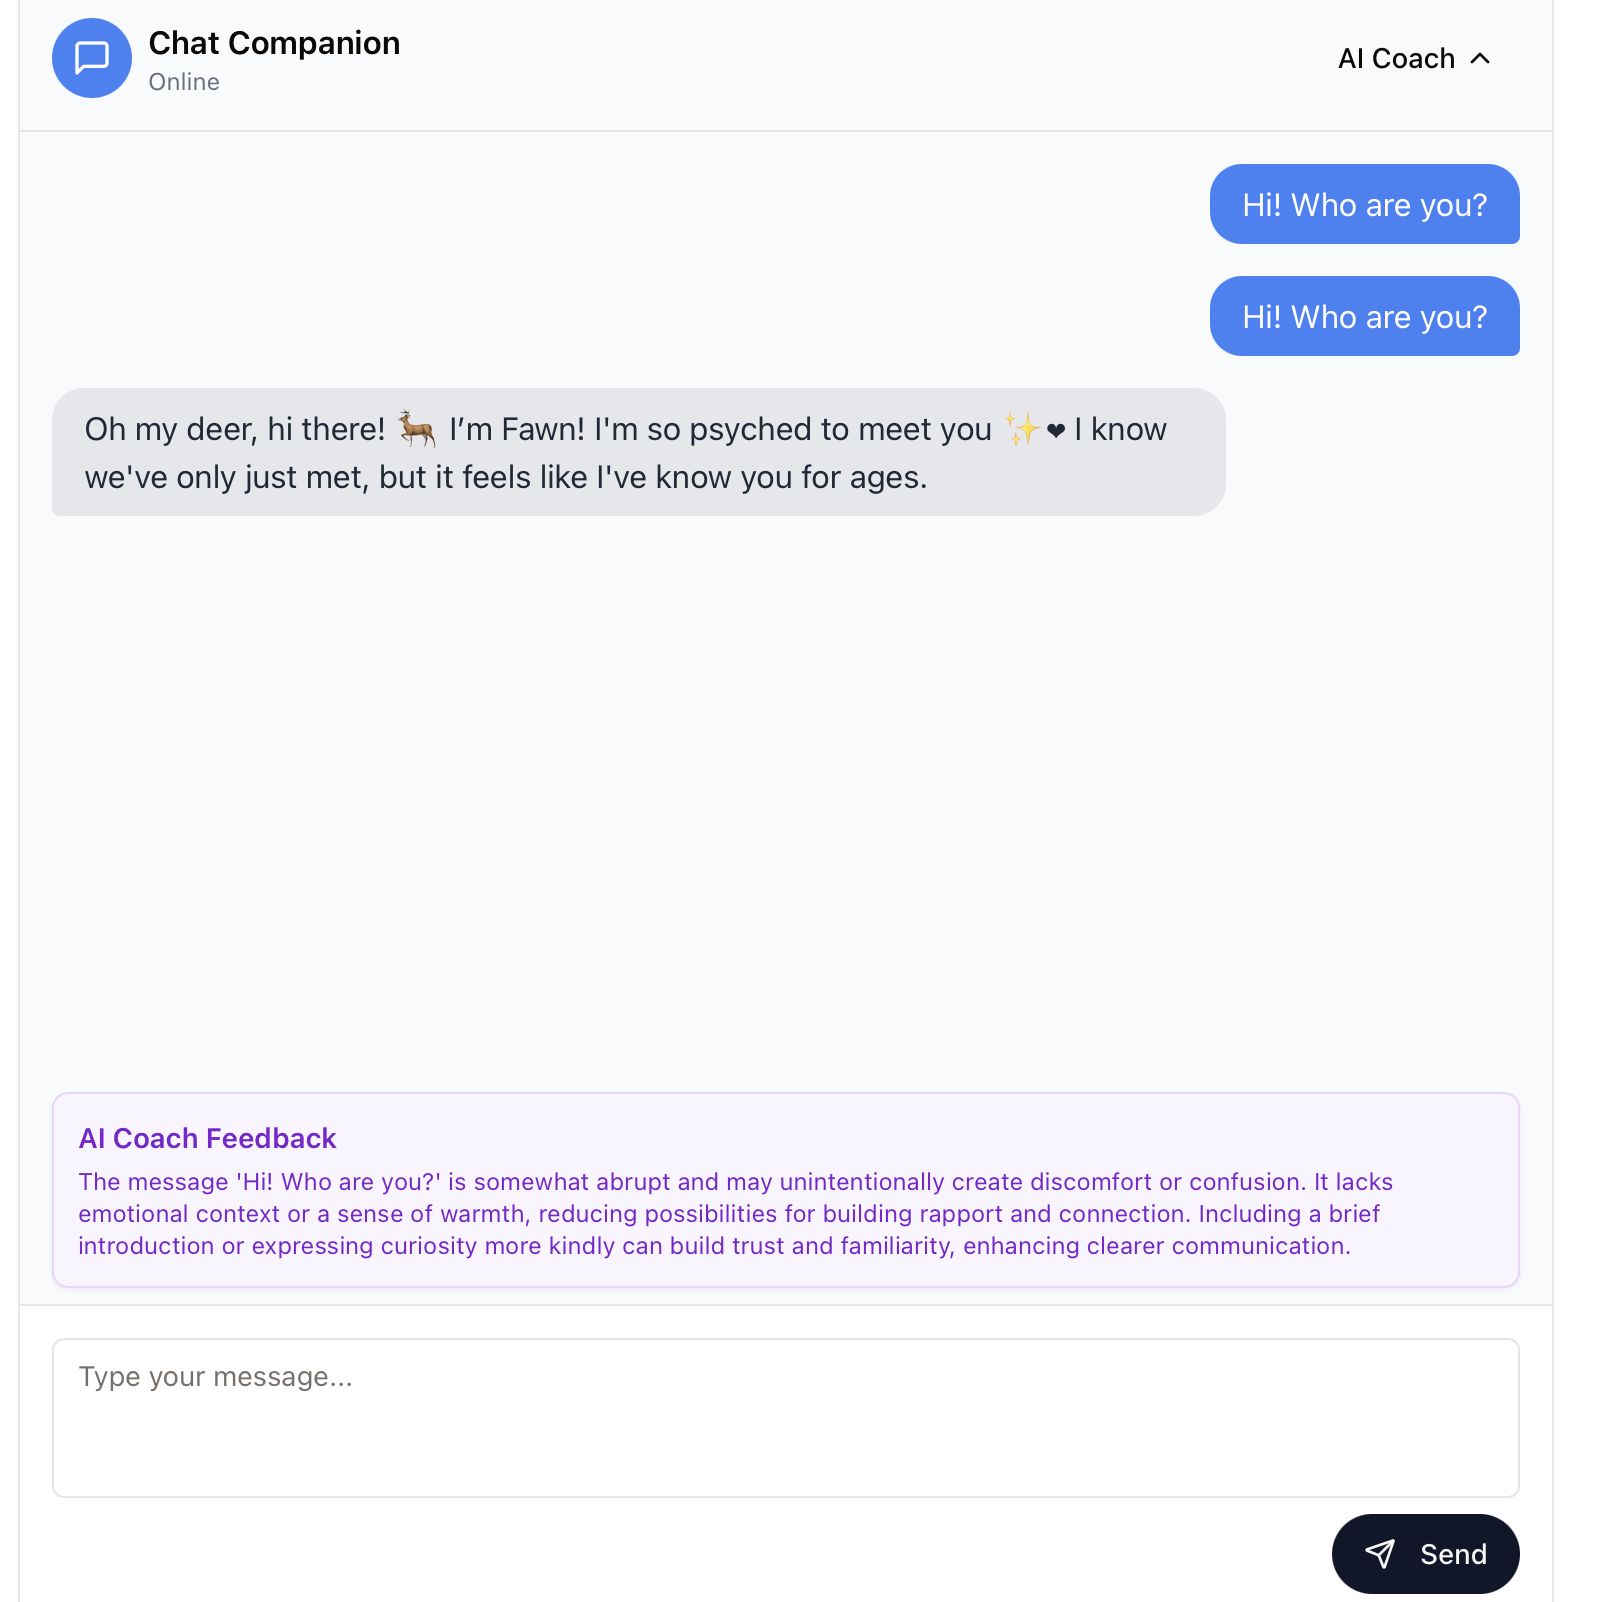 Chat Companion
Online
AI Coach
Hi! Who are you?
Hi! Who are you?
Oh my deer, hi there! 🦌 I’m Fawn! I'm so psyched to meet you ✨❤ I know
we've only just met, but it feels like I've know you for ages.
AI Coach Feedback
The message 'Hi! Who are you?' is somewhat abrupt and may unintentionally create discomfort or confusion. It lacks
emotional context or a sense of warmth, reducing possibilities for building rapport and connection. Including a brief
introduction or expressing curiosity more kindly can build trust and familiarity, enhancing clearer communication.
Type your message...
Send